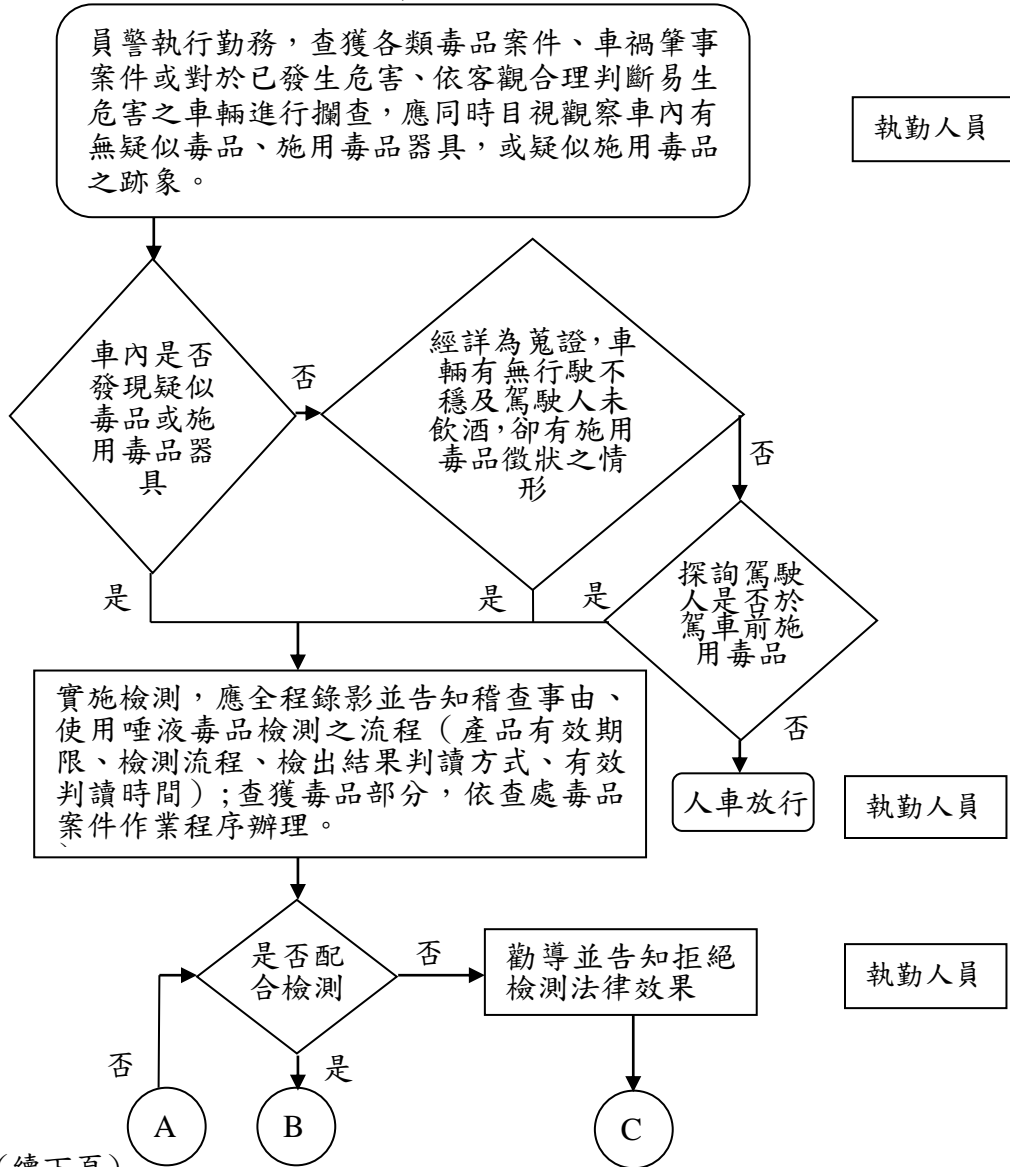 員警執行勤務，查獲各類毒品案件、車禍肇事
案件或對於已發生危害、依客觀合理判斷易生
危害之車輛進行攔查，應同時目視觀察車內有
無疑似毒品、施用毒品器具，或疑似施用毒品
之跡象。
執勤人員
車內是否
發現疑似
毒品或施
用毒品器
具
否
經詳為蒐證，車
輛有無行駛不
穩及駕駛人未
飲酒，卻有施用
毒品徵狀之情
形
否
探詢駕駛
人是否於
駕車前施
用毒品
是
是
是
否
人車放行
執勤人員
實施檢測，應全程錄影並告知稽查事由、
使用唾液毒品檢測之流程（產品有效期
限、檢測流程、檢出結果判讀方式、有效
判讀時間）；查獲毒品部分，依查處毒品
案件作業程序辦理。
是否配
合檢測
否
勸導並告知拒絕
檢測法律效果
執勤人員
否
是
A
B
C
（續下頁）